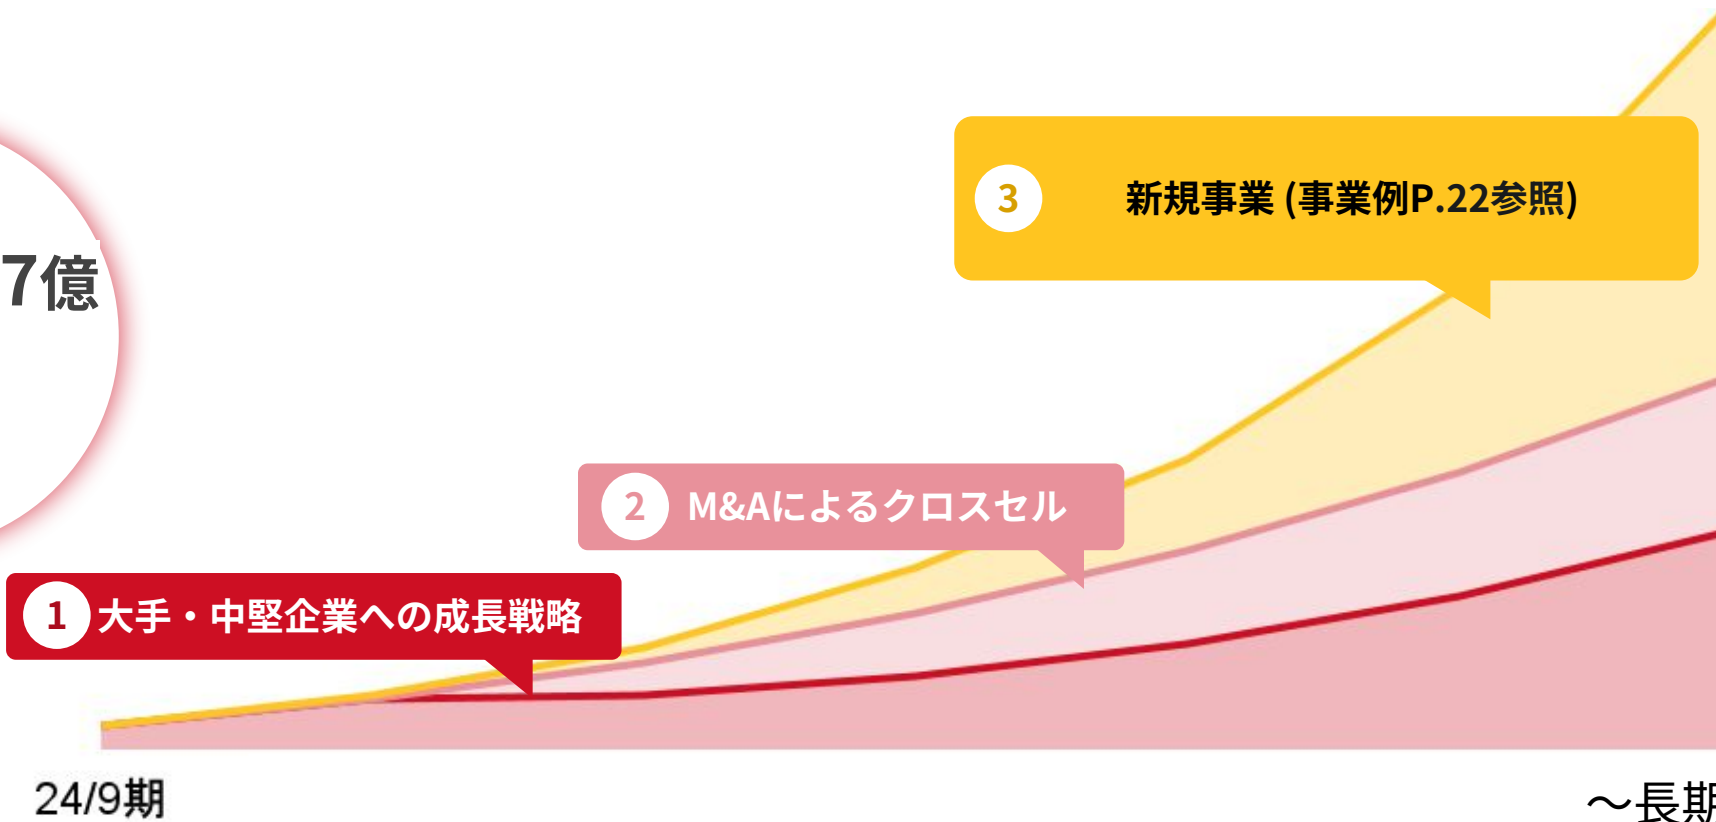 3 新規事業 (事業例P.22参照)
7億
2 M&Aによるクロスセル
1 大手・中堅企業への成長戦略
24/9期
～長期